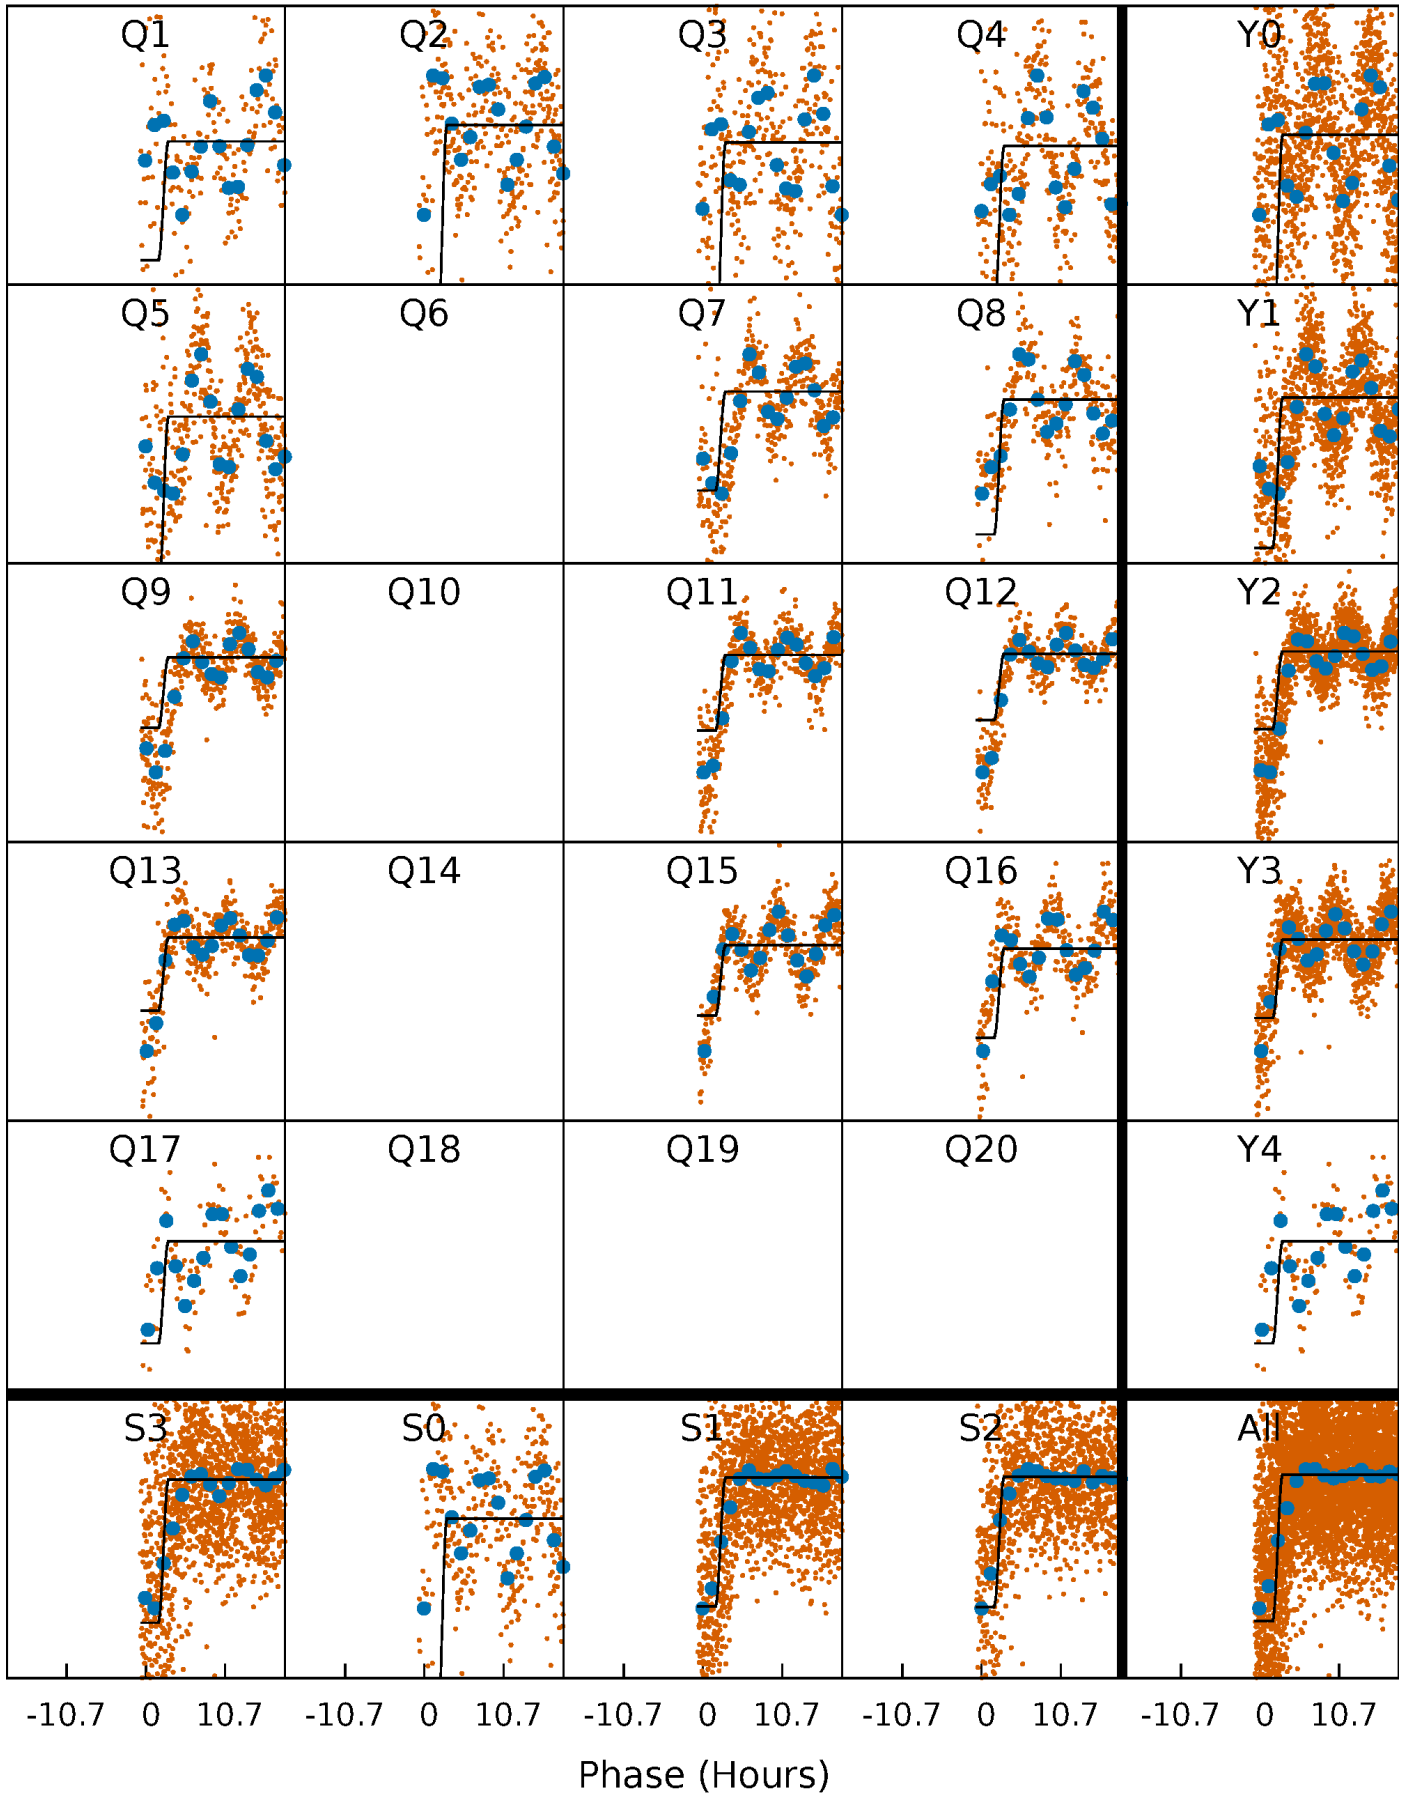 Q1 Q2 Q3 Q4 Y0
Q5 Q6 Q7 Q8 Y1
Q9 Q10 Q11 Q12 Y2
Q13 Q14 Q15 Q16 Y3
Q17 Q18 Q19 Q20 Y4
S3 S0 S1 S2 All
-10.7 0 10.7 -10.7 0 10.7 -10.7 0 10.7 -10.7 0 10.7 -10.7 0 10.7
Phase (Hours)